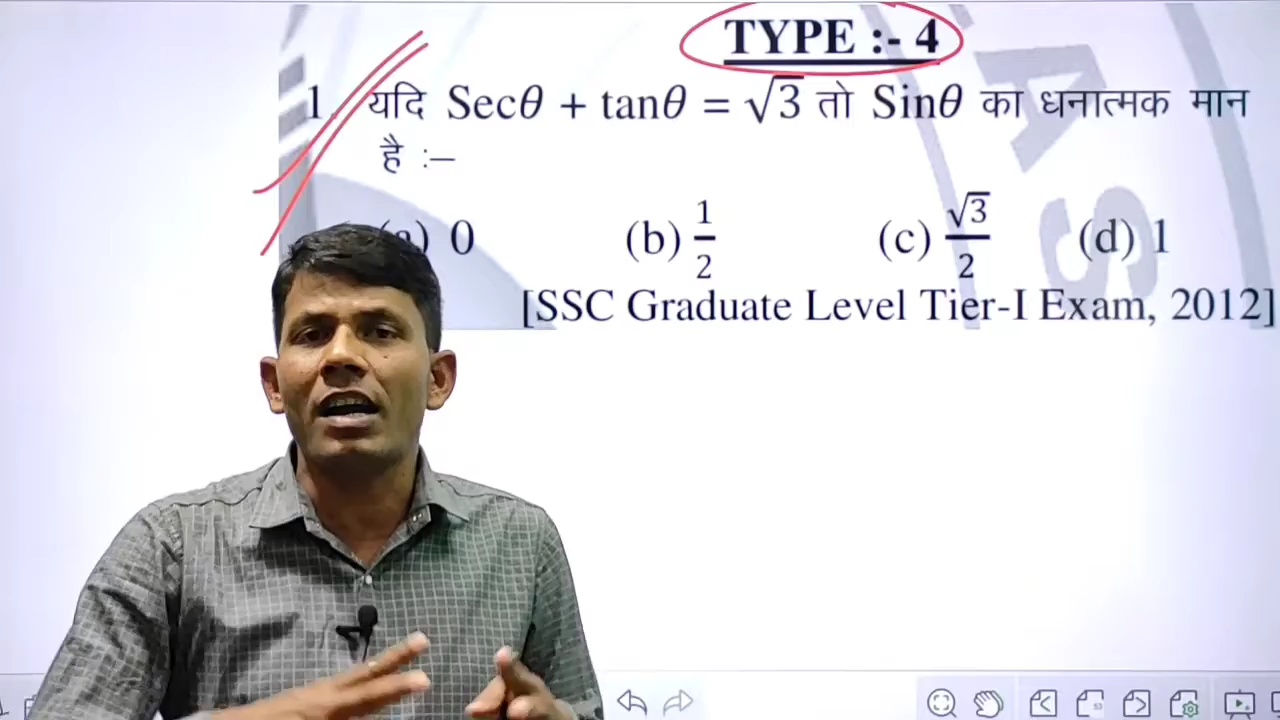 TYPE :- 4
1. यदि Secθ + tanθ = √3 तो Sinθ का धनात्मक मान
है :–
(a) 0 (b) 1/2 (c) √3/2 (d) 1
[SSC Graduate Level Tier-I Exam, 2012]
53